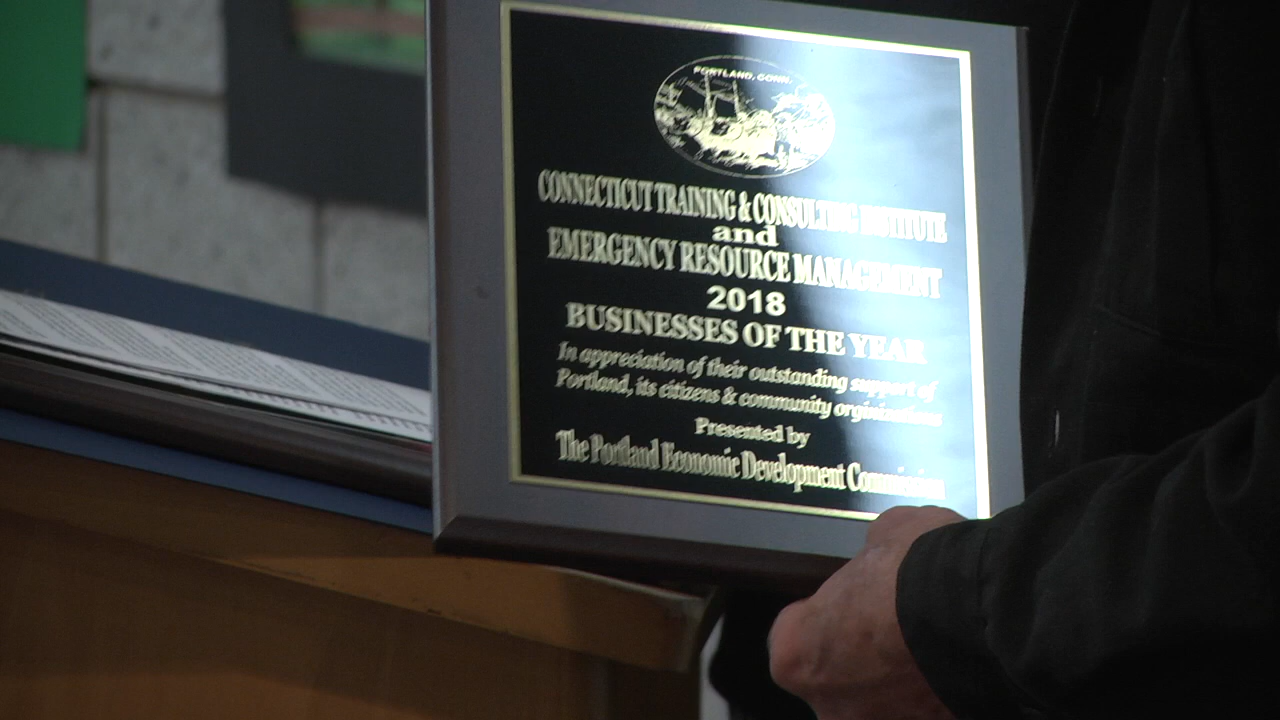 PORTLAND, CONN.
CONNECTICUT TRAINING & CONSULTING INSTITUTE
and
EMERGENCY RESOURCE MANAGEMENT
2018
BUSINESSES OF THE YEAR
In appreciation of their outstanding support of
Portland, its citizens & community orginizations
Presented by
The Portland Economic Development Commission